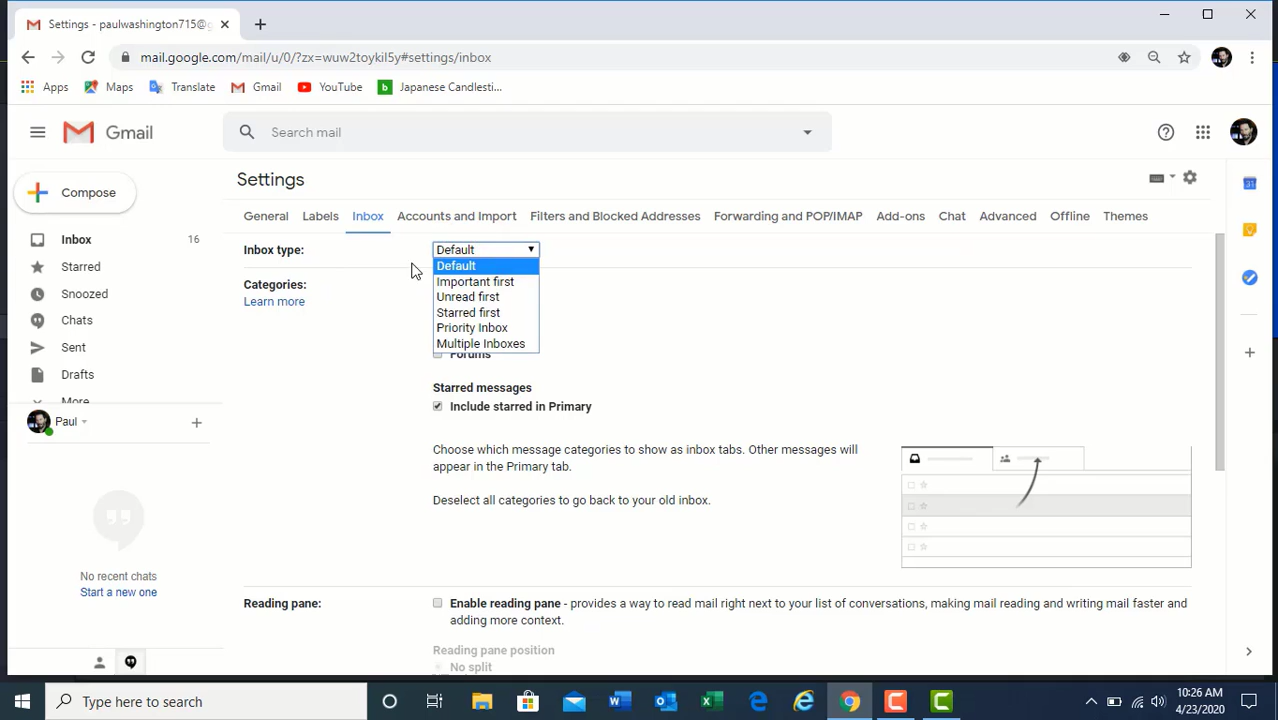 Settings - paulwashington715@g
mail.google.com/mail/u/0/?zx=wuw2toykil5y#settings/inbox
Apps Maps Translate Gmail YouTube b Japanese Candlesti...
Gmail
Search mail
Compose
Settings
General Labels Inbox Accounts and Import Filters and Blocked Addresses Forwarding and POP/IMAP Add-ons Chat Advanced Offline Themes
Inbox 16
Starred
Snoozed
Chats
Sent
Drafts
More
Paul
No recent chats
Start a new one
Inbox type:
Default
Default
Important first
Unread first
Starred first
Priority Inbox
Multiple Inboxes
Categories:
Learn more
Forums
Starred messages
Include starred in Primary
Choose which message categories to show as inbox tabs. Other messages will
appear in the Primary tab.
Deselect all categories to go back to your old inbox.
Reading pane:
Enable reading pane - provides a way to read mail right next to your list of conversations, making mail reading and writing mail faster and
adding more context.
Reading pane position
No split
31
Type here to search
10:26 AM
4/23/2020